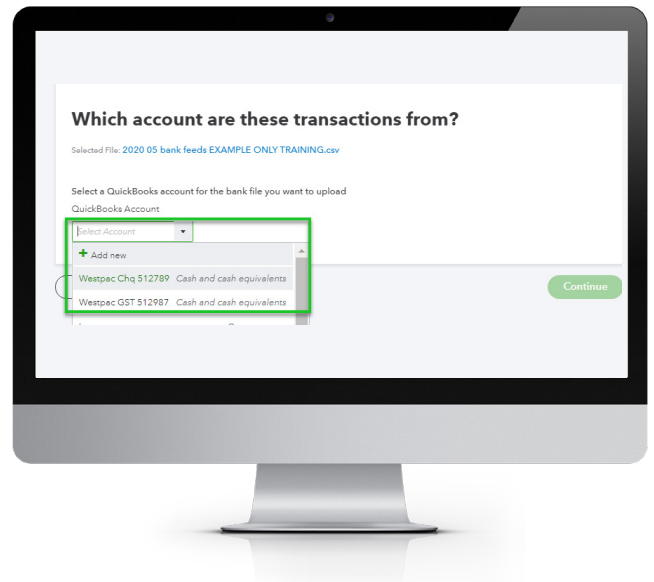 Which account are these transactions from?
Selected File: 2020 05 bank feeds EXAMPLE ONLY TRAINING.csv
Select a QuickBooks account for the bank file you want to upload
QuickBooks Account
Select Account
+ Add new
Westpac Chq 512789 Cash and cash equivalents
Westpac GST 512987 Cash and cash equivalents
Continue